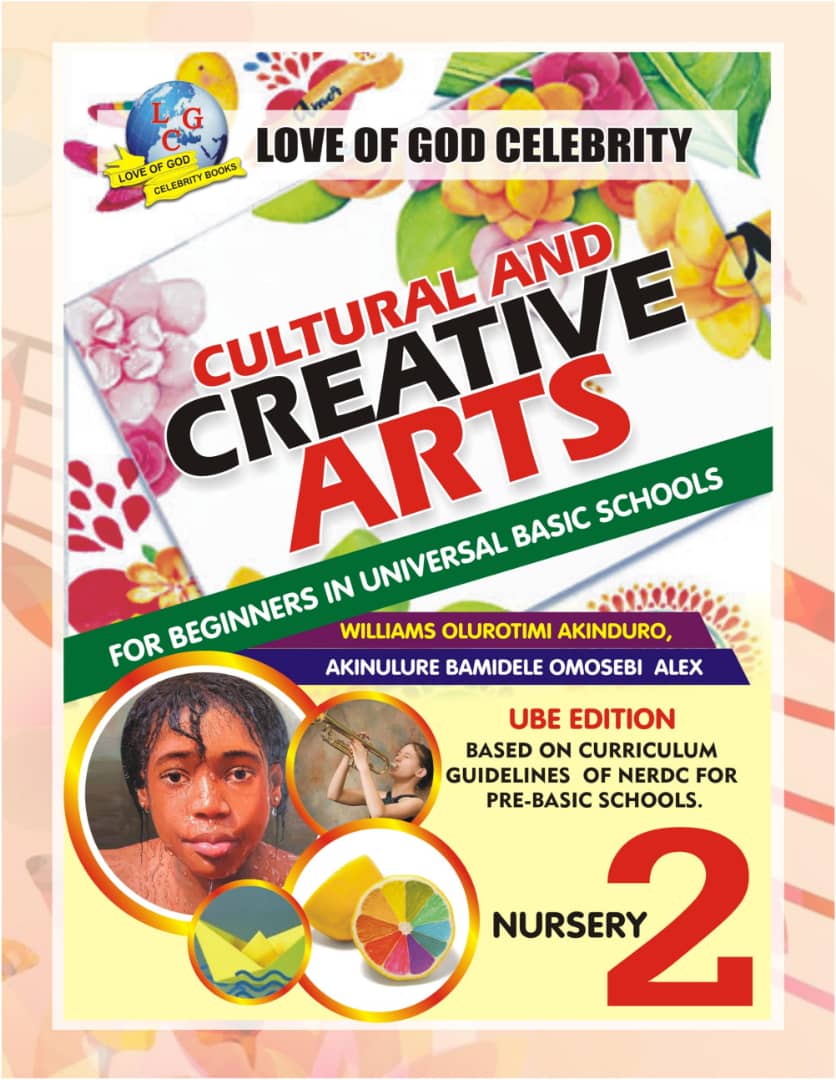 L
C
G
LOVE OF GOD
CELEBRITY BOOKS
Amor
LOVE OF GOD CELEBRITY
CULTURAL AND
CREATIVE
ARTS
FOR BEGINNERS IN UNIVERSAL BASIC SCHOOLS
WILLIAMS OLUROTIMI AKINDURO,
AKINULURE BAMIDELE OMOSEBI ALEX
UBE EDITION
BASED ON CURRICULUM
GUIDELINES OF NERDC FOR
PRE-BASIC SCHOOLS.
NURSERY 2